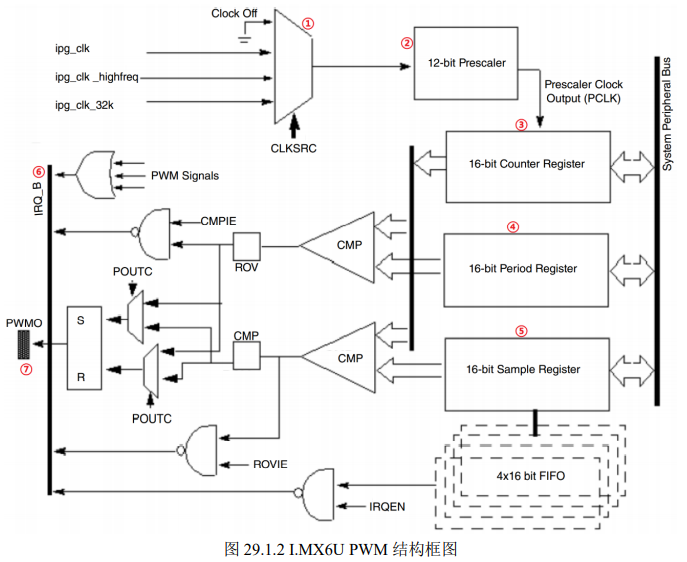 Clock Off
①
ipg_clk
ipg_clk _highfreq
ipg_clk_32k
CLKSRC
②
12-bit Prescaler
Prescaler Clock
Output (PCLK)
System Peripheral Bus
③
16-bit Counter Register
⑥
IRQ_B
PWM Signals
CMPIE
ROV
CMP
④
16-bit Period Register
POUTC
PWMO
⑦
S
R
CMP
CMP
POUTC
⑤
16-bit Sample Register
ROVIE
4x16 bit FIFO
IRQEN
图 29.1.2 I.MX6U PWM 结构框图